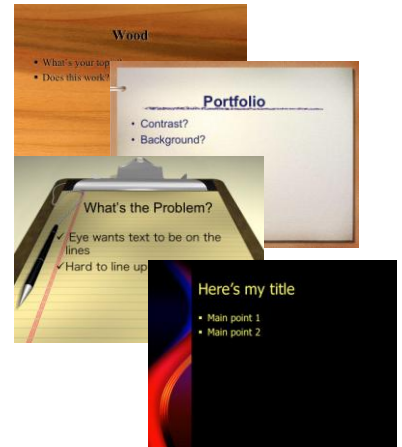 Wood
• What's your
• Does this work?
Portfolio
• Contrast?
• Background?
What's the Problem?
✓ Eye wants text to be on the
lines
✓ Hard to line up
Here's my title
▪ Main point 1
▪ Main point 2